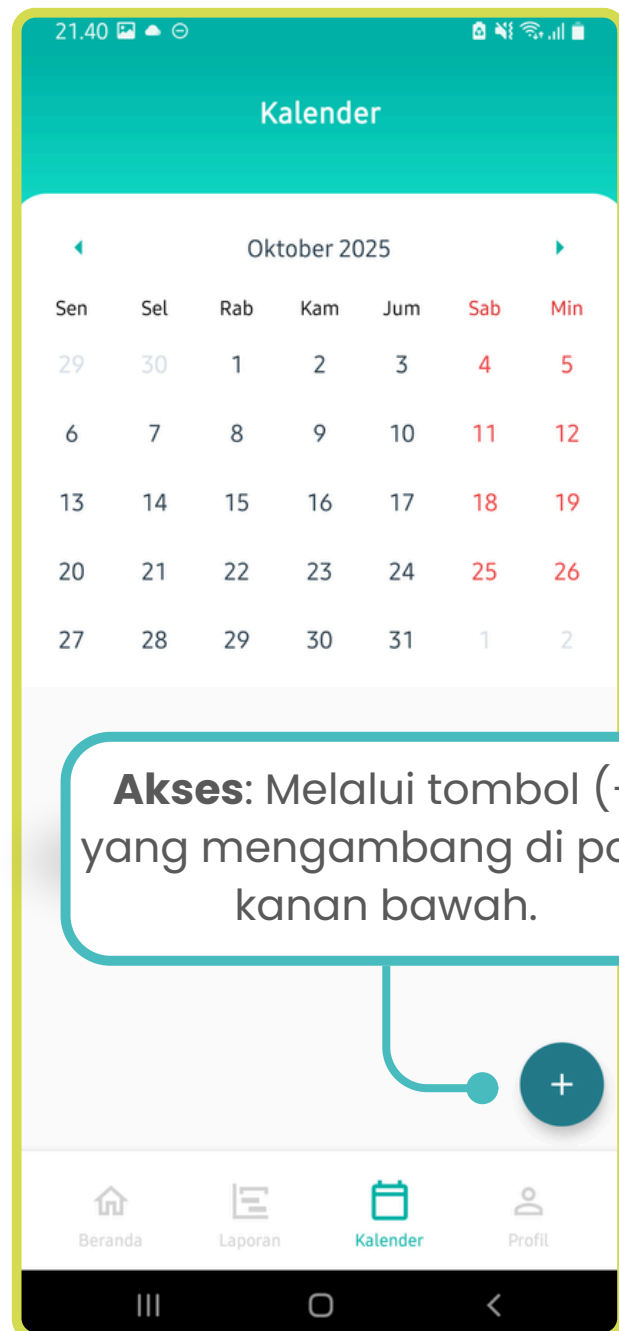 21.40
Kalender
Oktober 2025
Sen Sel Rab Kam Jum Sab Min
29 30 1 2 3 4 5
6 7 8 9 10 11 12
13 14 15 16 17 18 19
20 21 22 23 24 25 26
27 28 29 30 31 1 2
Akses: Melalui tombol (
yang mengambang di
kanan bawah.
+
Beranda Laporan Kalender Profil